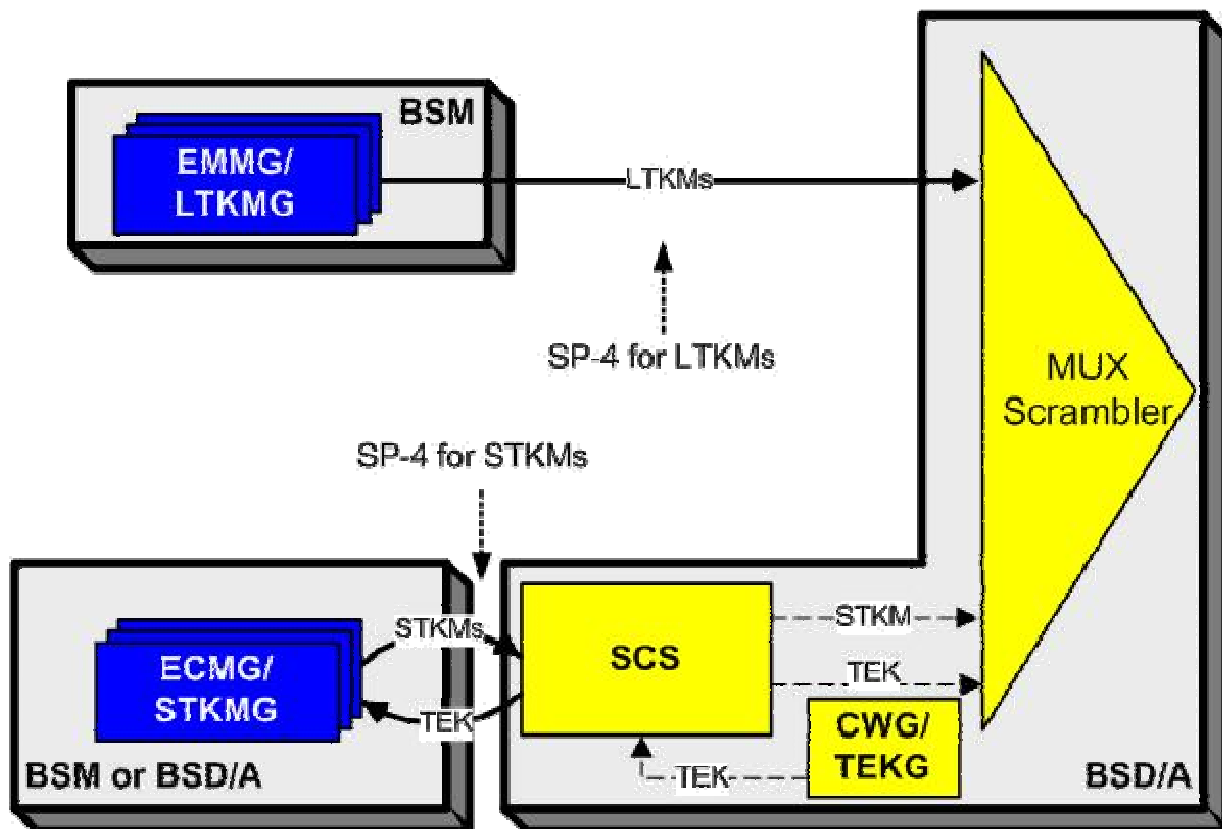 BSM
EMMG/
LTKMG
LTKMs
SP-4 for LTKMs
MUX
Scrambler
SP-4 for STKMs
STKMs
ECMG/
STKMG
TEK
BSM or BSD/A
SCS
STKM
TEK
CWG/
TEKG
TEK
BSD/A